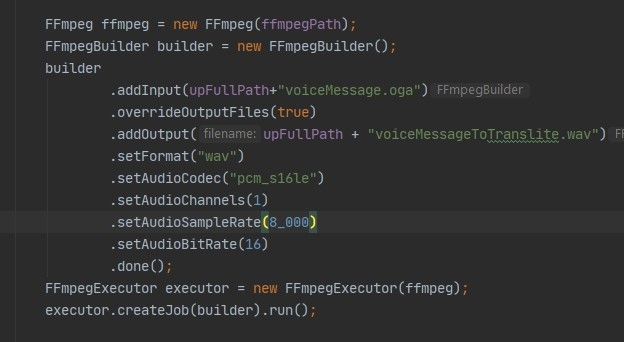 FFmpeg ffmpeg = new FFmpeg(ffmpegPath);
FFmpegBuilder builder = new FFmpegBuilder();
builder
.addInput(upFullPath+"voiceMessage.oga") FFmpegBuilder
.overrideOutputFiles(true)
.addOutput( filename: upFullPath + "voiceMessageToTranslite.wav") FF
.setFormat("wav")
.setAudioCodec("pcm_s16le")
.setAudioChannels(1)
.setAudioSampleRate(8_000)
.setAudioBitRate(16)
.done();
FFmpegExecutor executor = new FFmpegExecutor(ffmpeg);
executor.createJob(builder).run();